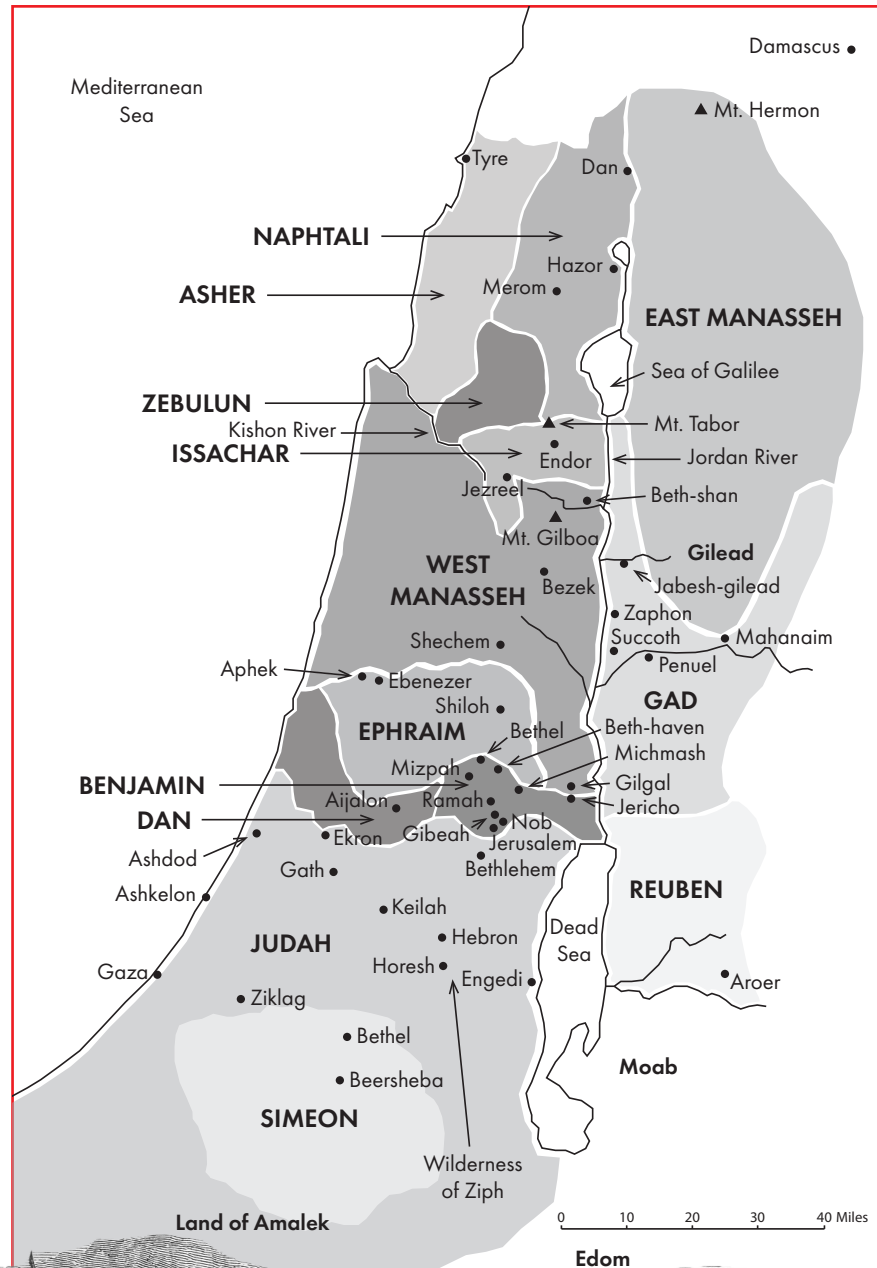 Damascus
Mediterranean
Sea
Mt. Hermon
Tyre
Dan
NAPHTALI
Hazor
Merom
ASHER
EAST MANASSEH
Sea of Galilee
ZEBULUN
Mt. Tabor
Kishon River
ISSACHAR
Endor
Jordan River
Jezreel
Beth-shan
Mt. Gilboa
Gilead
WEST
MANASSEH
Bezek
Jabesh-gilead
Zaphon
Succoth
Mahanaim
Shechem
Penuel
Aphek
Ebenezer
GAD
Shiloh
EPHRAIM
Bethel
Beth-haven
Michmash
Mizpah
BENJAMIN
Gilgal
Aijalon
Ramah
Jericho
DAN
Ekron
Gibeah
Nob
Jerusalem
Ashdod
Gath
Bethlehem
Ashkelon
REUBEN
Keilah
JUDAH
Hebron
Dead
Sea
Gaza
Horesh
Engedi
Aroer
Ziklag
Bethel
Moab
Beersheba
SIMEON
Wilderness
of Ziph
Land of Amalek
0 10 20 30 40 Miles
Edom